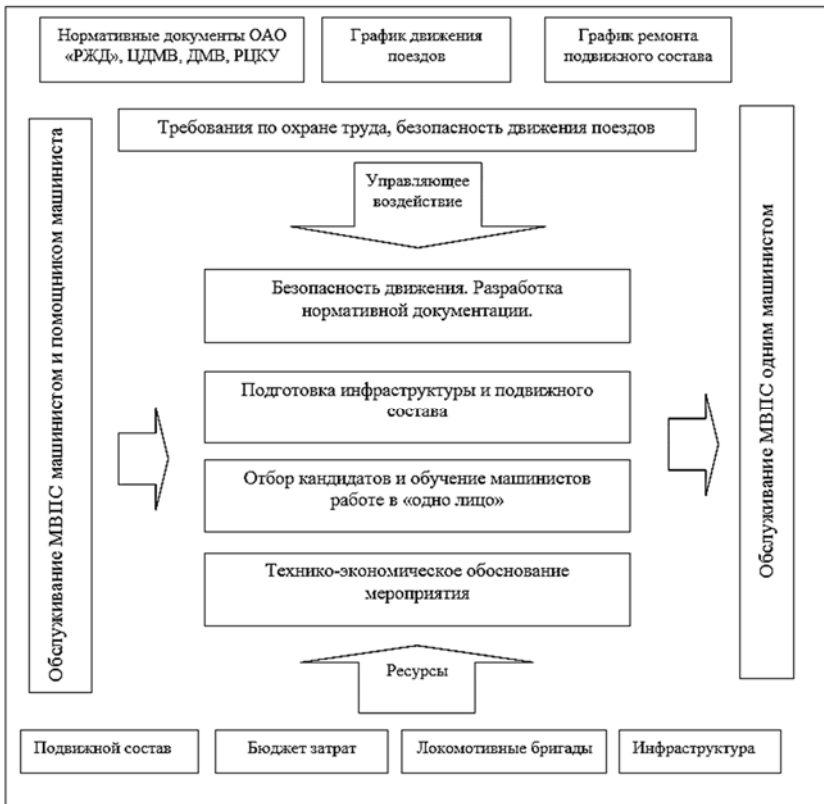 Нормативные документы ОАО
«РЖД», ЦДМВ, ДМВ, РЦКУ
График движения
поездов
График ремонта
подвижного состава
Требования по охране труда, безопасность движения поездов
Управляющее
воздействие
Обслуживание МВПС машинистом и помощником машиниста
Безопасность движения. Разработка
нормативной документации.
Подготовка инфраструктуры и подвижного
состава
Отбор кандидатов и обучение машинистов
работе в «одно лицо»
Технико-экономическое обоснование
мероприятия
Обслуживание МВПС одним машинистом
Ресурсы
Подвижной состав
Бюджет затрат
Локомотивные бригады
Инфраструктура